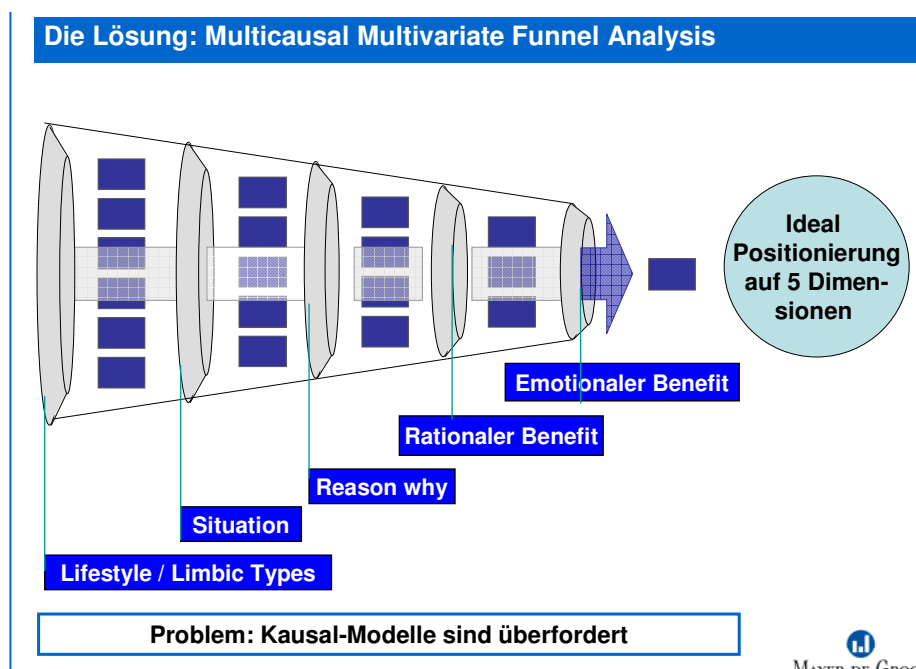 Die Lösung: Multicausal Multivariate Funnel Analysis
Ideal
Positionierung
auf 5 Dimen-
sionen
Emotionaler Benefit
Rationaler Benefit
Reason why
Situation
Lifestyle / Limbic Types
Problem: Kausal-Modelle sind überfordert